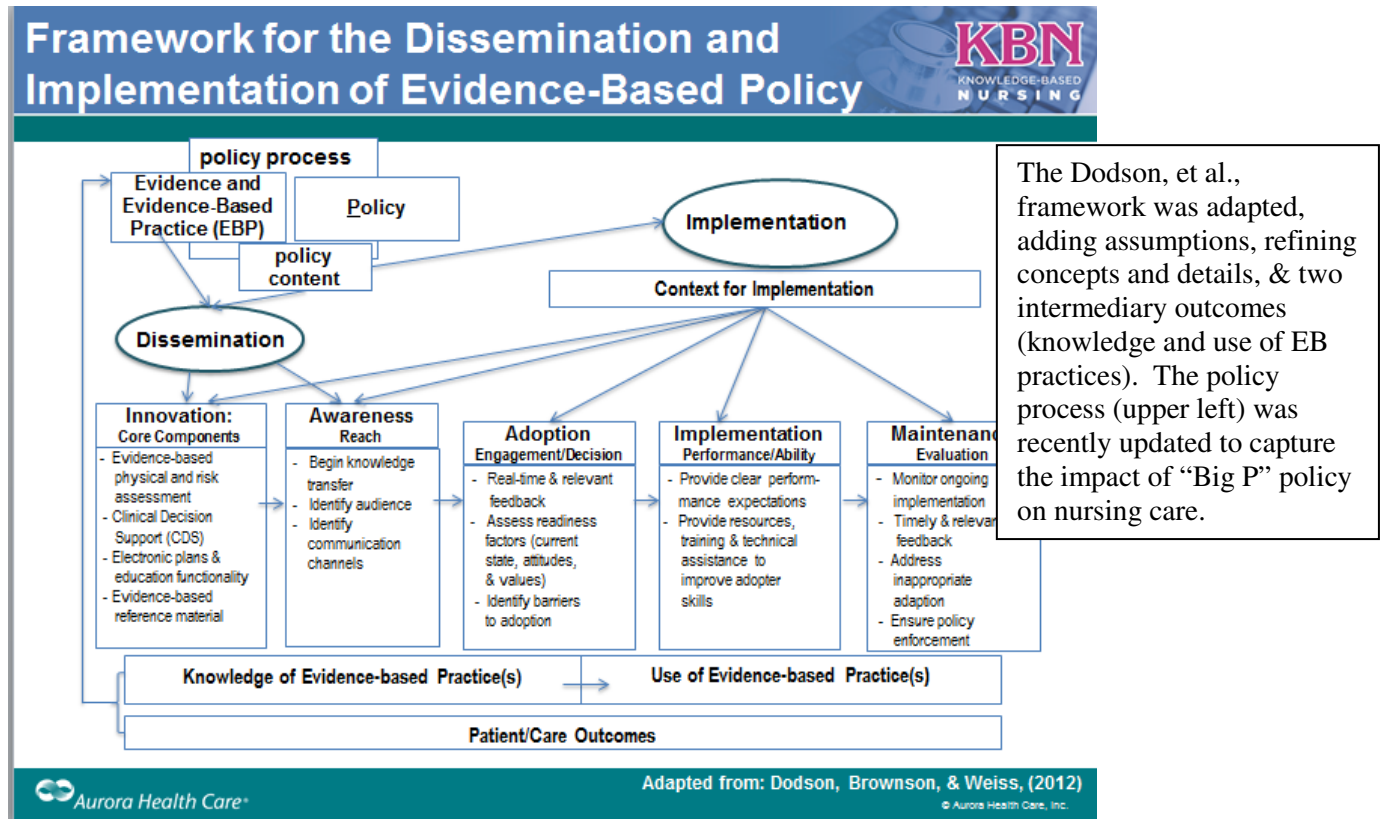 Framework for the Dissemination and
Implementation of Evidence-Based Policy
KBN
KNOWLEDGE-BASED
NURSING
policy process
Evidence and
Evidence-Based
Practice (EBP)
Policy
policy
content
Implementation
Context for Implementation
Dissemination
Innovation:
Core Components
- Evidence-based
physical and risk
assessment
- Clinical Decision
Support (CDS)
- Electronic plans &
education functionality
- Evidence-based
reference material
Awareness
Reach
- Begin knowledge
transfer
- Identify audience
- Identify
communication
channels
Adoption
Engagement/Decision
- Real-time & relevant
feedback
- Assess readiness
factors (current
state, attitudes,
& values)
- Identify barriers
to adoption
Implementation
Performance/Ability
- Provide clear perform-
mance expectations
- Provide resources,
training & technical
assistance to
improve adopter
skills
Maintenanc
Evaluation
- Monitor ongoing
implementation
- Timely & relevan
feedback
- Address
inappropriate
adaption
- Ensure policy
enforcement
Knowledge of Evidence-based Practice(s)
Use of Evidence-based Practice(s)
Patient/Care Outcomes
Aurora Health Care®
Adapted from: Dodson, Brownson, & Weiss, (2012)
© Aurora Health Care, Inc.
The Dodson, et al.,
framework was adapted,
adding assumptions, refining
concepts and details, & two
intermediary outcomes
(knowledge and use of EB
practices). The policy
process (upper left) was
recently updated to capture
the impact of “Big P” policy
on nursing care.